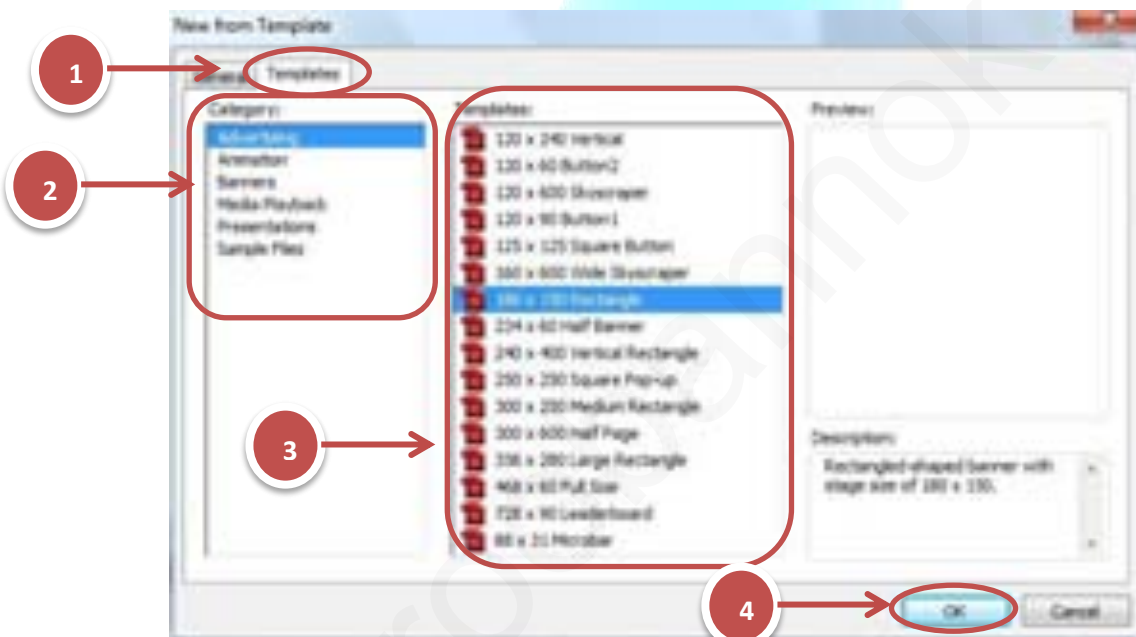 New from Template
1
General Templates
2
Category:
Advertising
Animation
Banners
Media Playback
Presentations
Sample Files
3
Templates:
120 x 240 Vertical
120 x 60 Button2
120 x 600 Skyscraper
120 x 90 Button 1
125 x 125 Square Button
160 x 600 Wide Skyscraper
180 x 150 Rectangle
234 x 60 Half Banner
240 x 400 Vertical Rectangle
250 x 250 Square Pop-up
300 x 250 Medium Rectangle
300 x 600 Half Page
336 x 280 Large Rectangle
468 x 60 Full Size
728 x 90 Leaderboard
88 x 31 Microbar
Preview:
Description:
Rectangled-shaped banner with
stage size of 180 x 150.
4
OK
Cancel